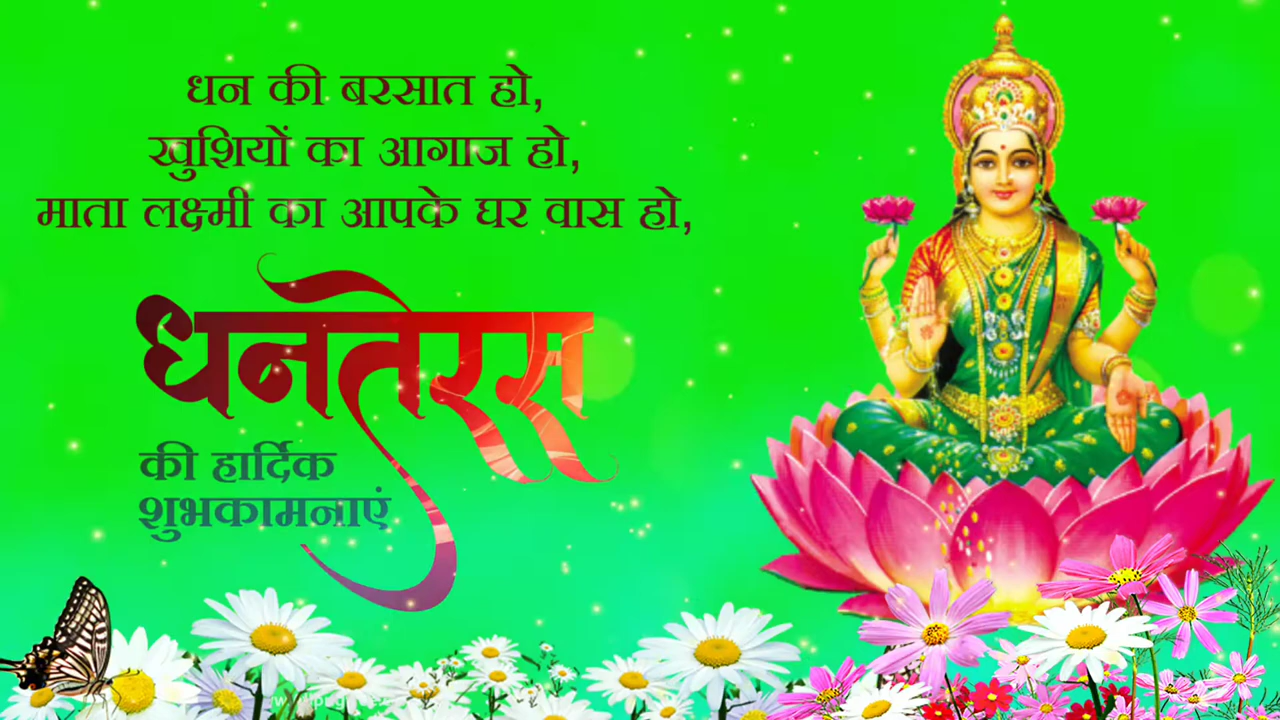 धन की बरसात हो,
खुशियों का आगाज हो,
माता लक्ष्मी का आपके घर वास हो,
धनतेरस
की हार्दिक
शुभकामनाएं